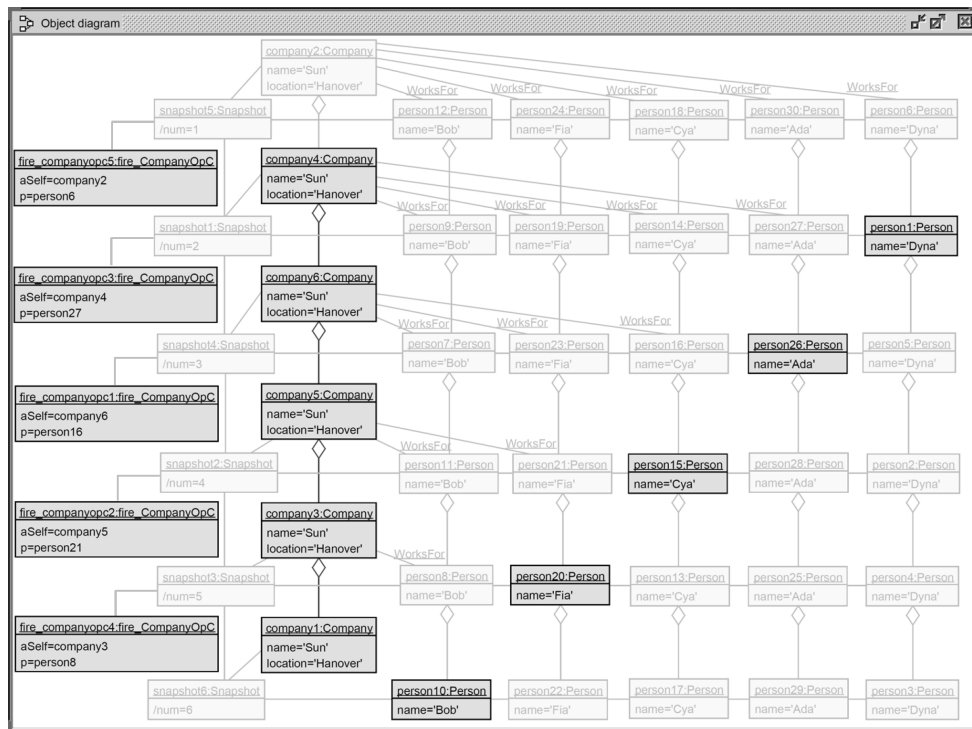 Object diagram
company2:Company
name='Sun'
location='Hanover'
WorksFor
WorksFor
WorksFor
WorksFor
WorksFor
snapshot5:Snapshot
/num=1
person12:Person
name='Bob'
person24:Person
name='Fia'
person18:Person
name='Cya'
person30:Person
name='Ada'
person6:Person
name='Dyna'
fire_companyopc5:fire_CompanyOpC
aSelf=company2
p=person6
company4:Company
name='Sun'
location='Hanover'
WorksFor
WorksFor
WorksFor
WorksFor
snapshot1:Snapshot
/num=2
person9:Person
name='Bob'
person19:Person
name='Fia'
person14:Person
name='Cya'
person27:Person
name='Ada'
person1:Person
name='Dyna'
fire_companyopc3:fire_CompanyOpC
aSelf=company4
p=person27
company6:Company
name='Sun'
location='Hanover'
WorksFor
WorksFor
WorksFor
snapshot4:Snapshot
/num=3
person7:Person
name='Bob'
person23:Person
name='Fia'
person16:Person
name='Cya'
person26:Person
name='Ada'
person5:Person
name='Dyna'
fire_companyopc1:fire_CompanyOpC
aSelf=company6
p=person16
company5:Company
name='Sun'
location='Hanover'
WorksFor
WorksFor
snapshot2:Snapshot
/num=4
person11:Person
name='Bob'
person21:Person
name='Fia'
person15:Person
name='Cya'
person28:Person
name='Ada'
person2:Person
name='Dyna'
fire_companyopc2:fire_CompanyOpC
aSelf=company5
p=person21
company3:Company
name='Sun'
location='Hanover'
WorksFor
snapshot3:Snapshot
/num=5
person8:Person
name='Bob'
person20:Person
name='Fia'
person13:Person
name='Cya'
person25:Person
name='Ada'
person4:Person
name='Dyna'
fire_companyopc4:fire_CompanyOpC
aSelf=company3
p=person8
company1:Company
name='Sun'
location='Hanover'
snapshot6:Snapshot
/num=6
person10:Person
name='Bob'
person22:Person
name='Fia'
person17:Person
name='Cya'
person29:Person
name='Ada'
person3:Person
name='Dyna'